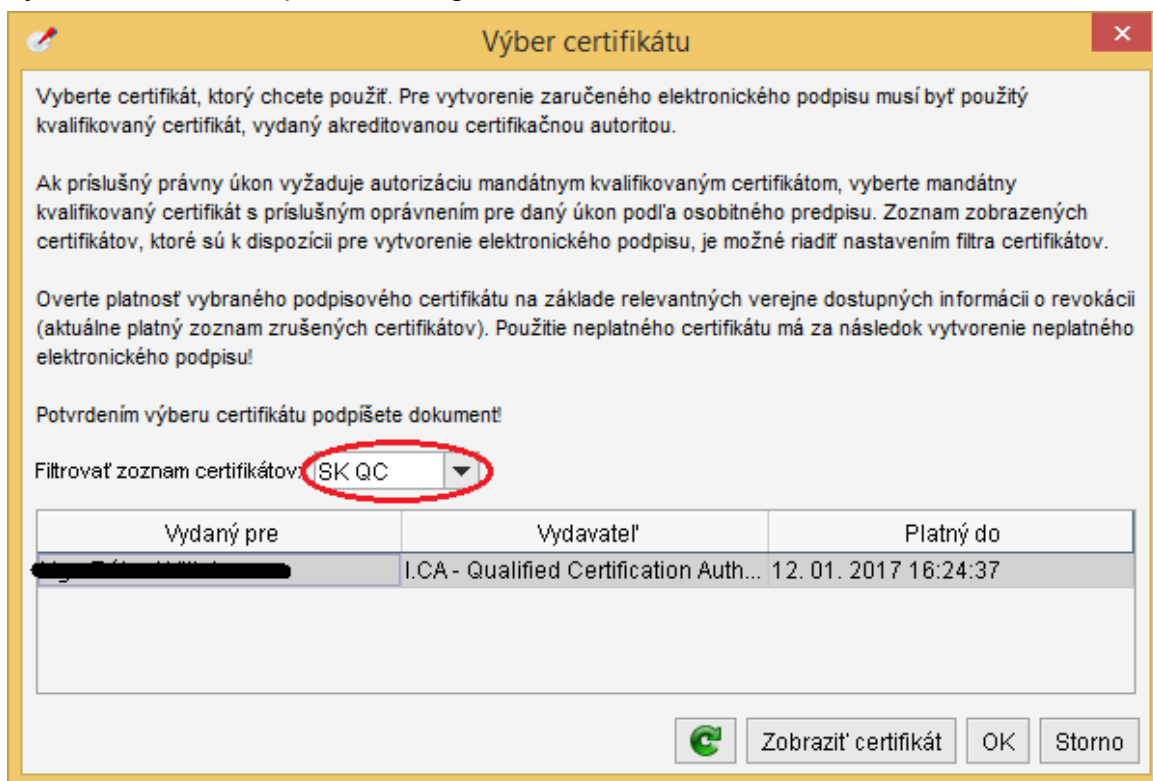 Výber certifikátu
Vyberte certifikát, ktorý chcete použiť. Pre vytvorenie zaručeného elektronického podpisu musí byť použitý
kvalifikovaný certifikát, vydaný akreditovanou certifikačnou autoritou.
Ak príslušný právny úkon vyžaduje autorizáciu mandátnym kvalifikovaným certifikátom, vyberte mandátny
kvalifikovaný certifikát s príslušným oprávnením pre daný úkon podľa osobitného predpisu. Zoznam zobrazených
certifikátov, ktoré sú k dispozícii pre vytvorenie elektronického podpisu, je možné riadiť nastavením filtra certifikátov.
Overte platnosť vybraného podpisového certifikátu na základe relevantných verejne dostupných informácii o revokácii
(aktuálne platný zoznam zrušených certifikátov). Použitie neplatného certifikátu má za následok vytvorenie neplatného
elektronického podpisu!
Potvrdením výberu certifikátu podpíšete dokument!
Filtrovať zoznam certifikátov: SK QC
Vydaný pre Vydavateľ Platný do
I.CA - Qualified Certification Auth... 12. 01. 2017 16:24:37
Zobraziť certifikát OK Storno